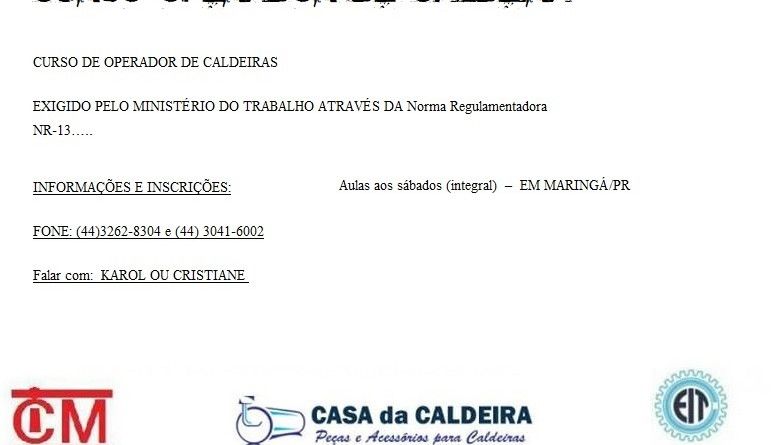 CURSO DE OPERADOR DE CALDEIRAS
EXIGIDO PELO MINISTÉRIO DO TRABALHO ATRAVÉS DA Norma Regulamentadora
NR-13…..
INFORMAÇÕES E INSCRIÇÕES:
Aulas aos sábados (integral) – EM MARINGÁ/PR
FONE: (44)3262-8304 e (44) 3041-6002
Falar com: KAROL OU CRISTIANE
CM
CASA da CALDEIRA
Peças e Acessórios para Caldeiras
EIT